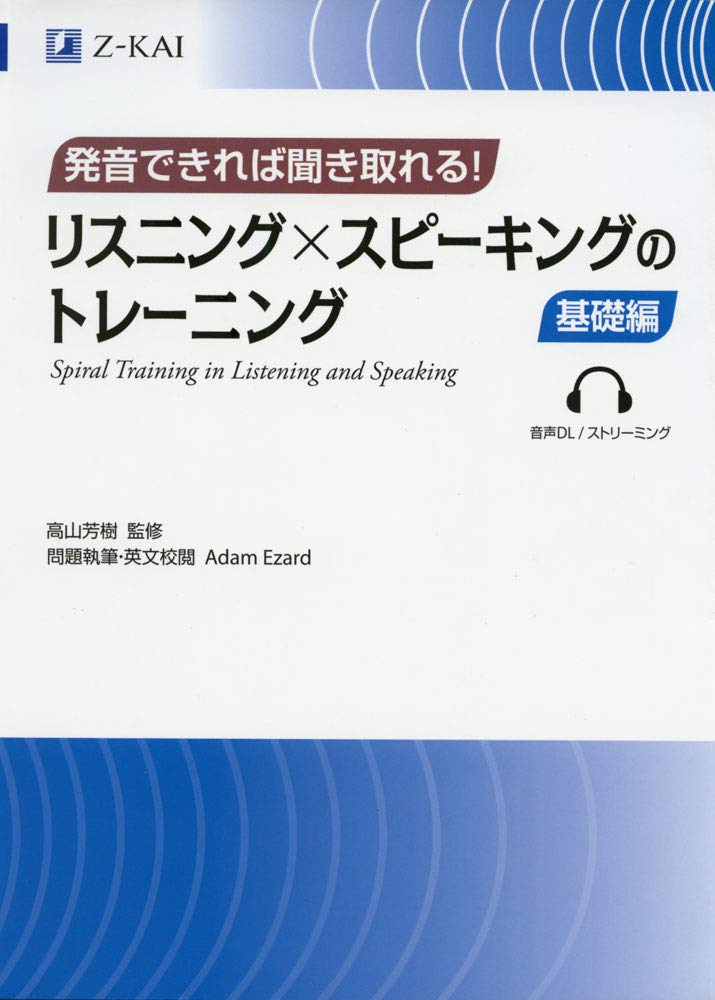 Z-KAI
発音できれば聞き取れる!
リスニング×スピーキングの
トレーニング
基礎編
Spiral Training in Listening and Speaking
音声DL / ストリーミング
高山芳樹 監修
問題執筆・英文校閲 Adam Ezard